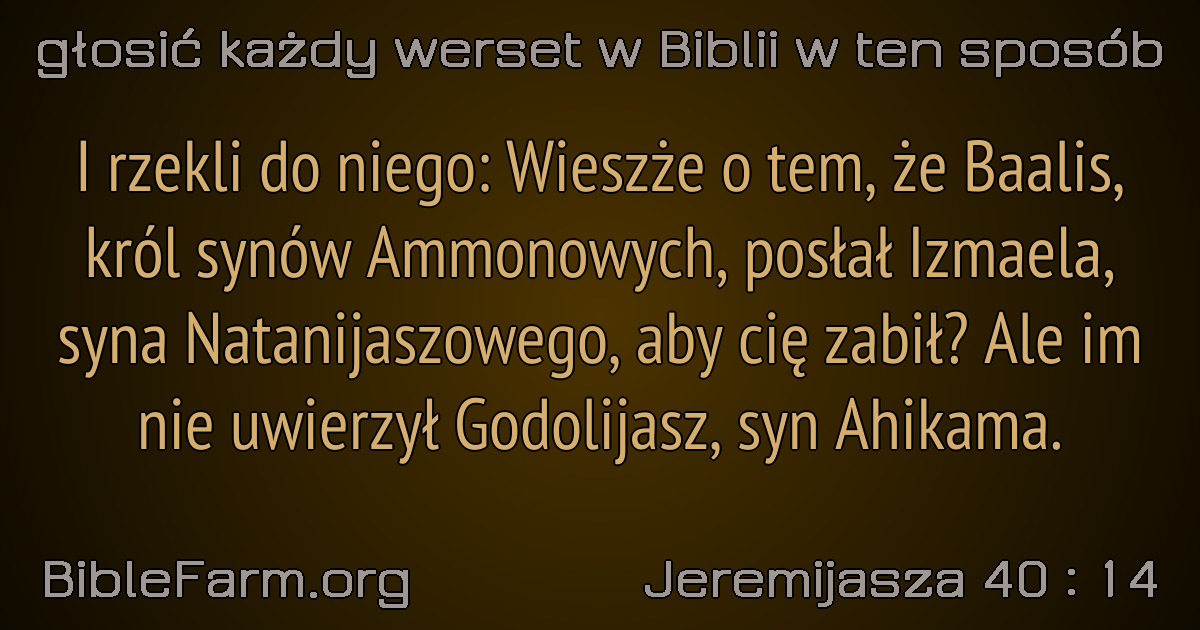 głosić każdy werset w Biblii w ten sposób
I rzekli do niego: Wieszże o tem, że Baalis,
król synów Ammonowych, posłał Izmaela,
syna Natanijaszowego, aby cię zabił? Ale im
nie uwierzył Godolijasz, syn Ahikama.
BibleFarm.org
Jeremijasza 40 : 14